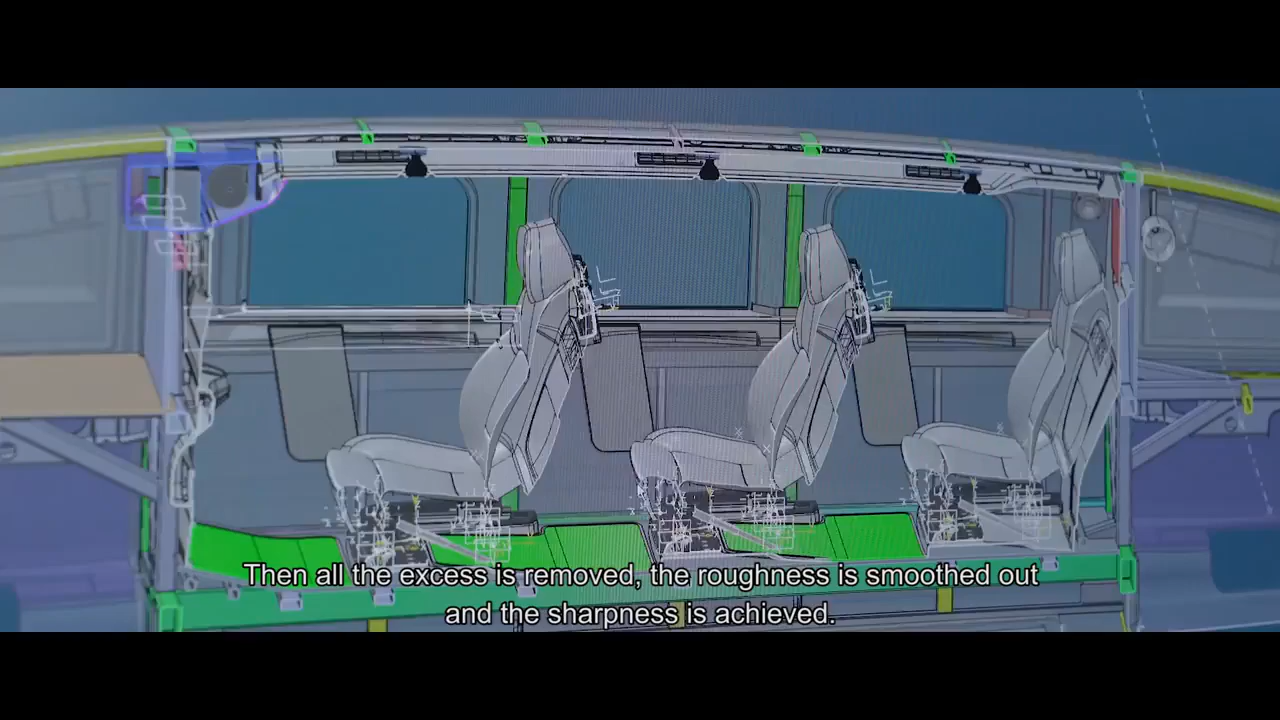 Then all the excess is removed, the roughness is smoothed out
and the sharpness is achieved.